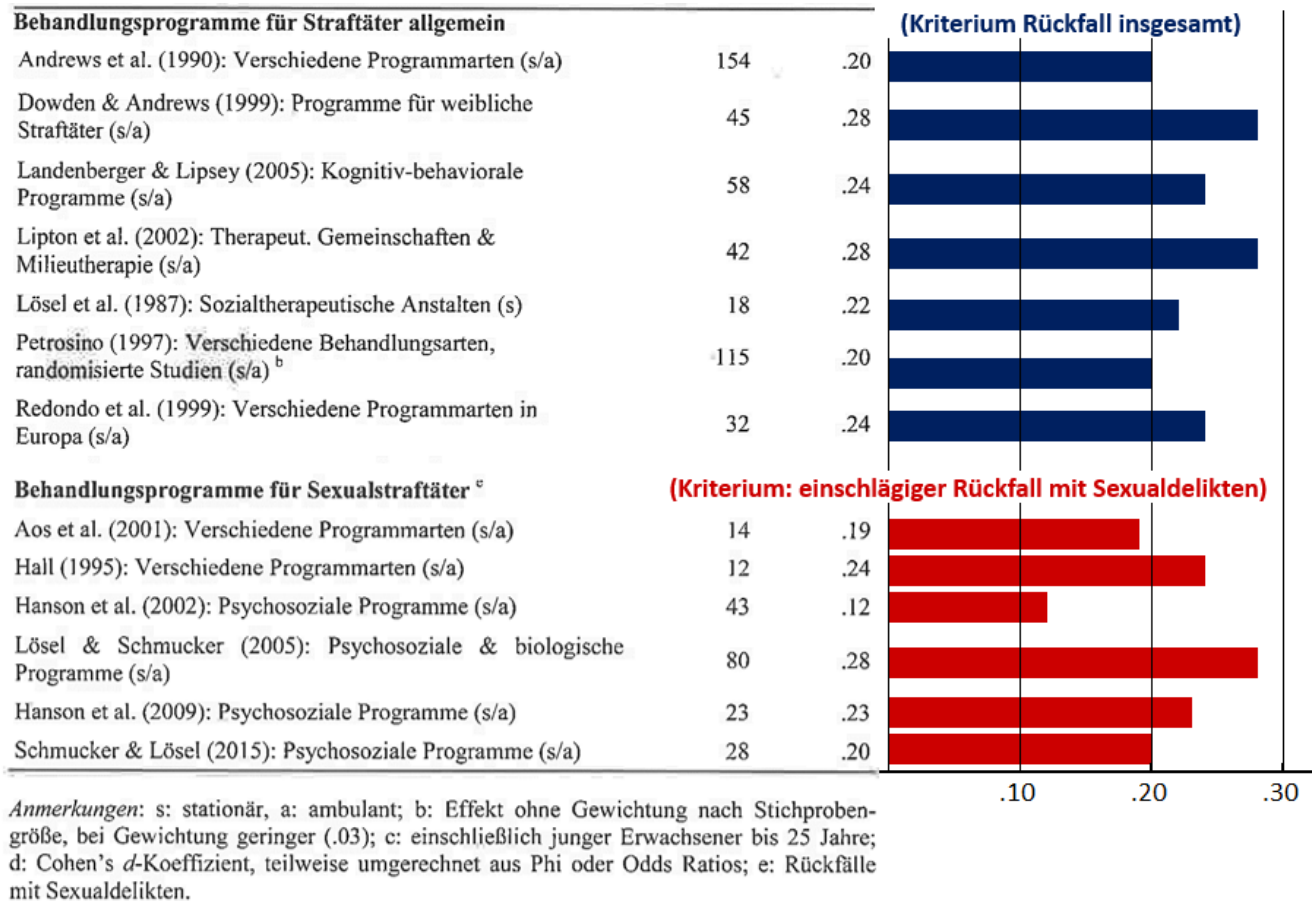 Behandlungsprogramme für Straftäter allgemein (Kriterium Rückfall insgesamt)
Andrews et al. (1990): Verschiedene Programmarten (s/a) 154 .20
Dowden & Andrews (1999): Programme für weibliche
Straftäter (s/a) 45 .28
Landenberger & Lipsey (2005): Kognitiv-behaviorale
Programme (s/a) 58 .24
Lipton et al. (2002): Therapeut. Gemeinschaften &
Milieutherapie (s/a) 42 .28
Lösel et al. (1987): Sozialtherapeutische Anstalten (s) 18 .22
Petrosino (1997): Verschiedene Behandlungsarten,
randomisierte Studien (s/a) b 115 .20
Redondo et al. (1999): Verschiedene Programmarten in
Europa (s/a) 32 .24
Behandlungsprogramme für Sexualstraftäter e (Kriterium: einschlägiger Rückfall mit Sexualdelikten)
Aos et al. (2001): Verschiedene Programmarten (s/a) 14 .19
Hall (1995): Verschiedene Programmarten (s/a) 12 .24
Hanson et al. (2002): Psychosoziale Programme (s/a) 43 .12
Lösel & Schmucker (2005): Psychosoziale & biologische
Programme (s/a) 80 .28
Hanson et al. (2009): Psychosoziale Programme (s/a) 23 .23
Schmucker & Lösel (2015): Psychosoziale Programme (s/a) 28 .20
.10 .20 .30
Anmerkungen: s: stationär, a: ambulant; b: Effekt ohne Gewichtung nach Stichproben-
größe, bei Gewichtung geringer (.03); c: einschließlich junger Erwachsener bis 25 Jahre;
d: Cohen's d-Koeffizient, teilweise umgerechnet aus Phi oder Odds Ratios; e: Rückfälle
mit Sexualdelikten.